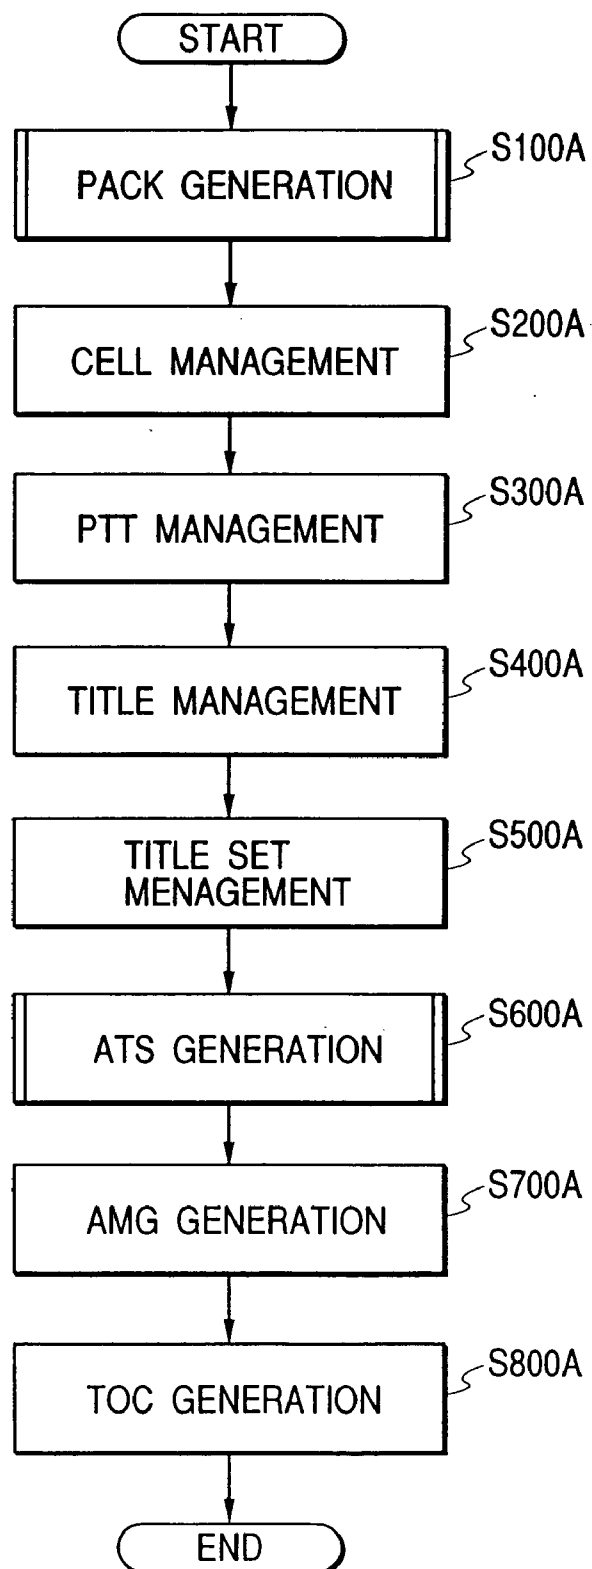 START
PACK GENERATION
S100A
CELL MANAGEMENT
S200A
PTT MANAGEMENT
S300A
TITLE MANAGEMENT
S400A
TITLE SET
MENAGEMENT
S500A
ATS GENERATION
S600A
AMG GENERATION
S700A
TOC GENERATION
S800A
END